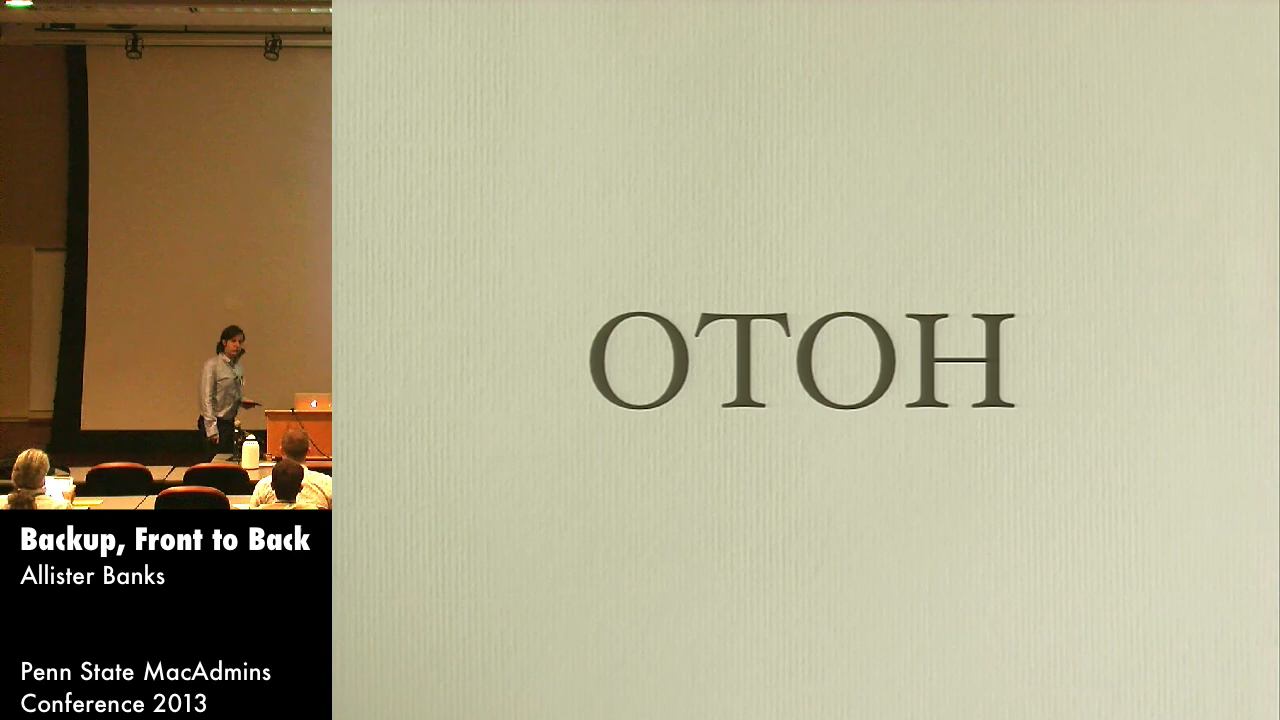 OTOH
Backup, Front to Back
Allister Banks
Penn State MacAdmins
Conference 2013